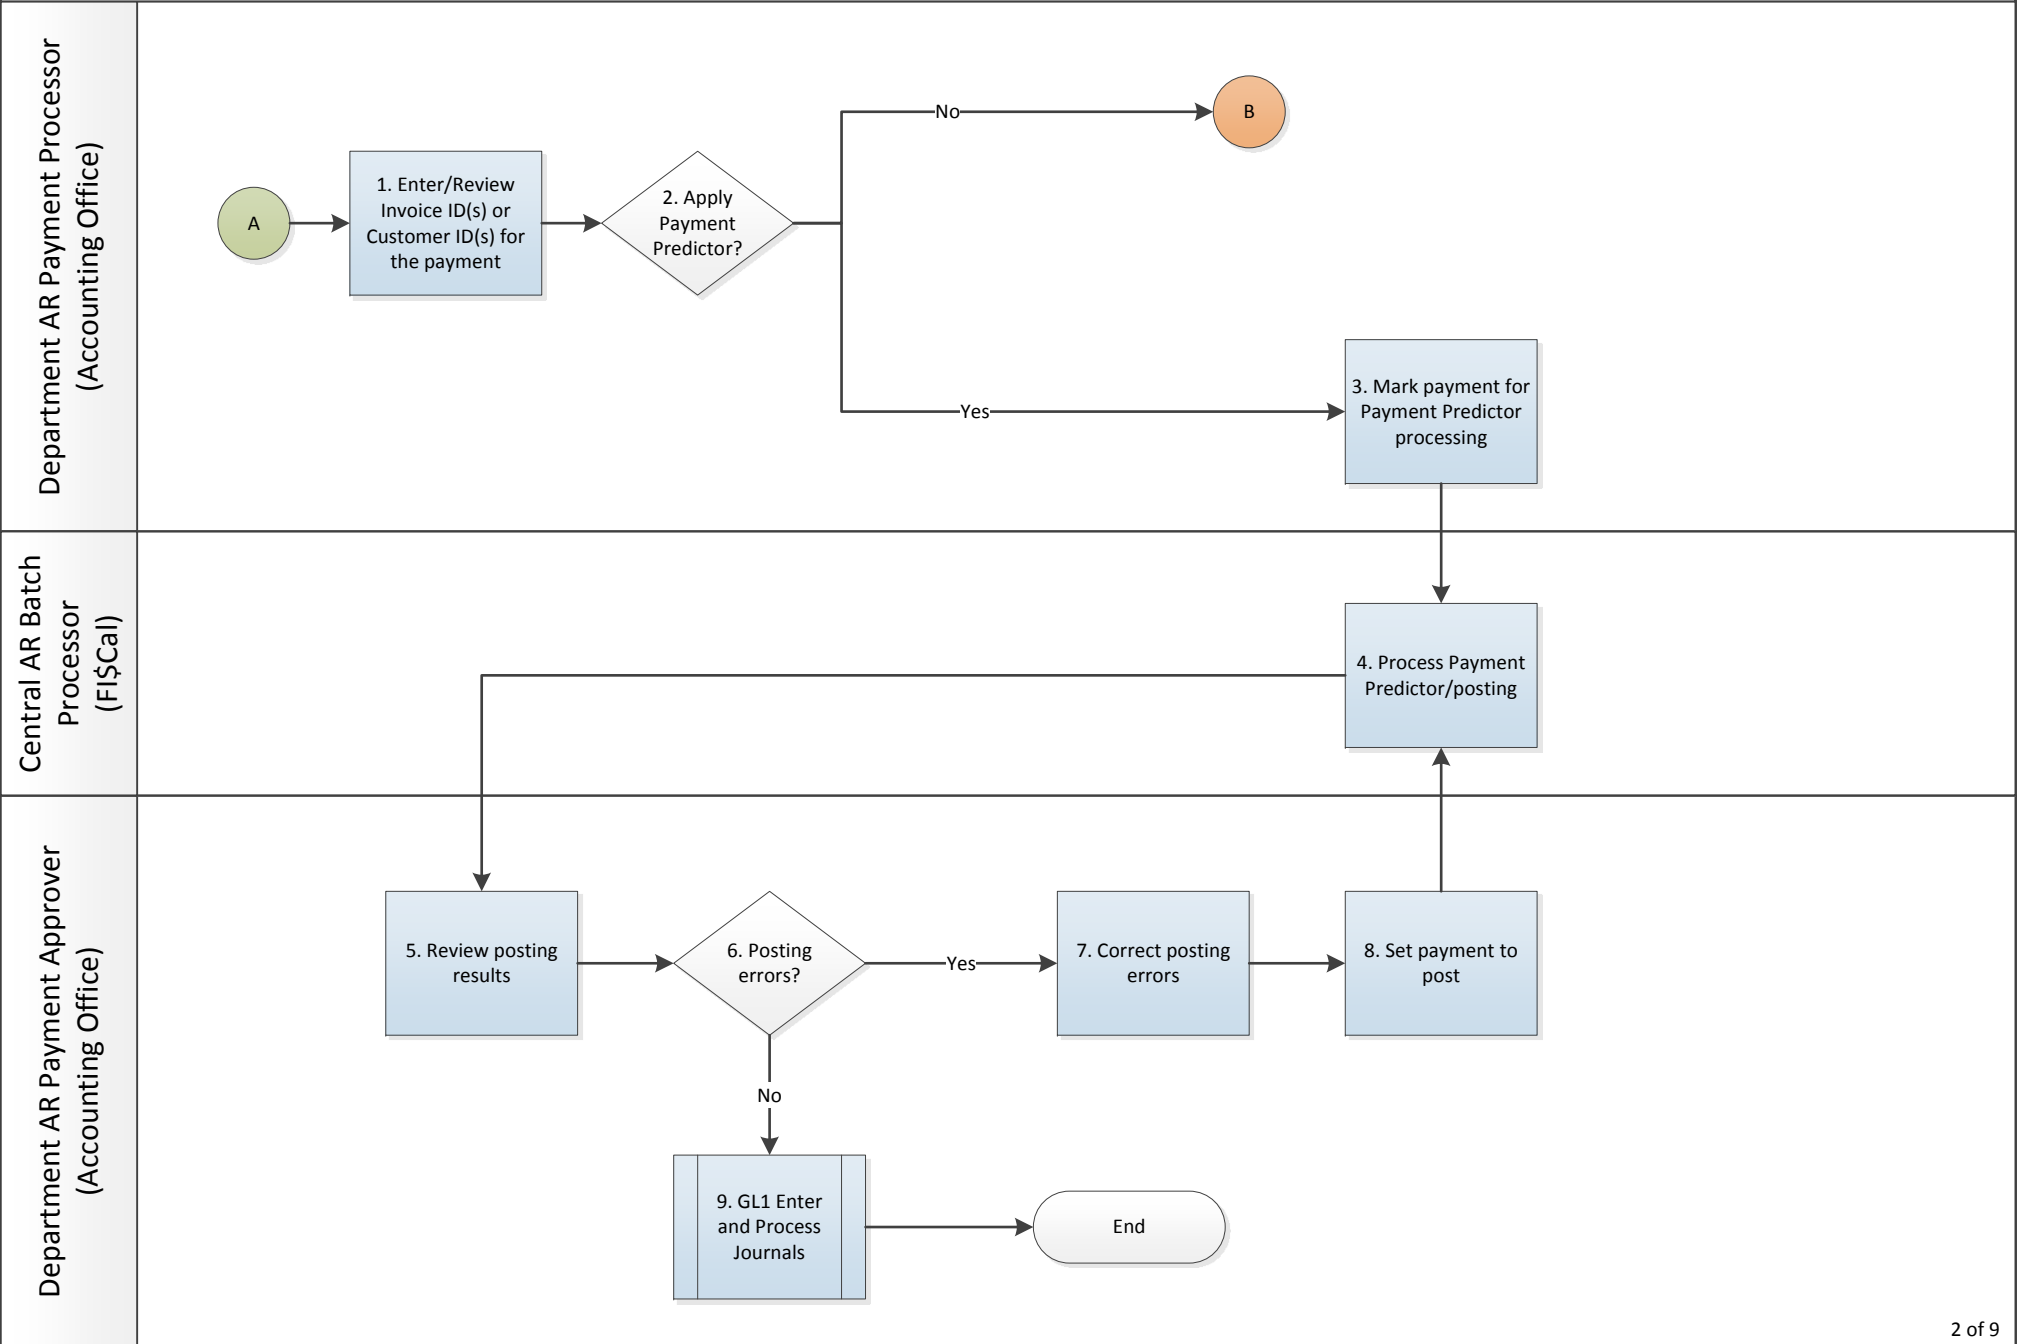 Department AR Payment Processor
(Accounting Office)
A
1. Enter/Review
Invoice ID(s) or
Customer ID(s) for
the payment
2. Apply
Payment
Predictor?
No
B
Yes
3. Mark payment for
Payment Predictor
processing
Central AR Batch
Processor
(FI$Cal)
4. Process Payment
Predictor/posting
Department AR Payment Approver
(Accounting Office)
5. Review posting
results
6. Posting
errors?
Yes
7. Correct posting
errors
8. Set payment to
post
No
9. GL1 Enter
and Process
Journals
End
2 of 9